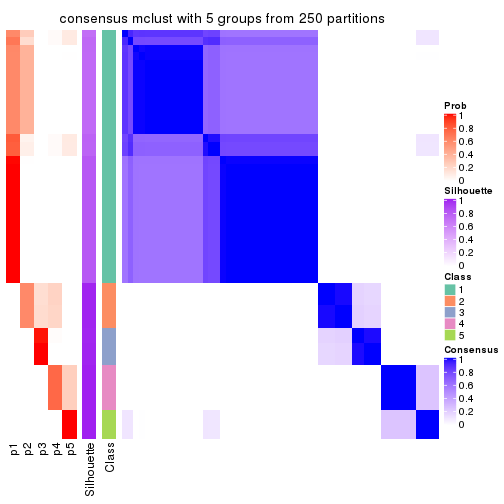 consensus mclust with 5 groups from 250 partitions
Prob
1
0.8
0.6
0.4
0.2
0
Silhouette
1
0.8
0.6
0.4
0.2
0
Class
1
2
3
4
5
Consensus
1
0.8
0.6
0.4
0.2
0
p1
p2
p3
p4
p5
Silhouette
Class